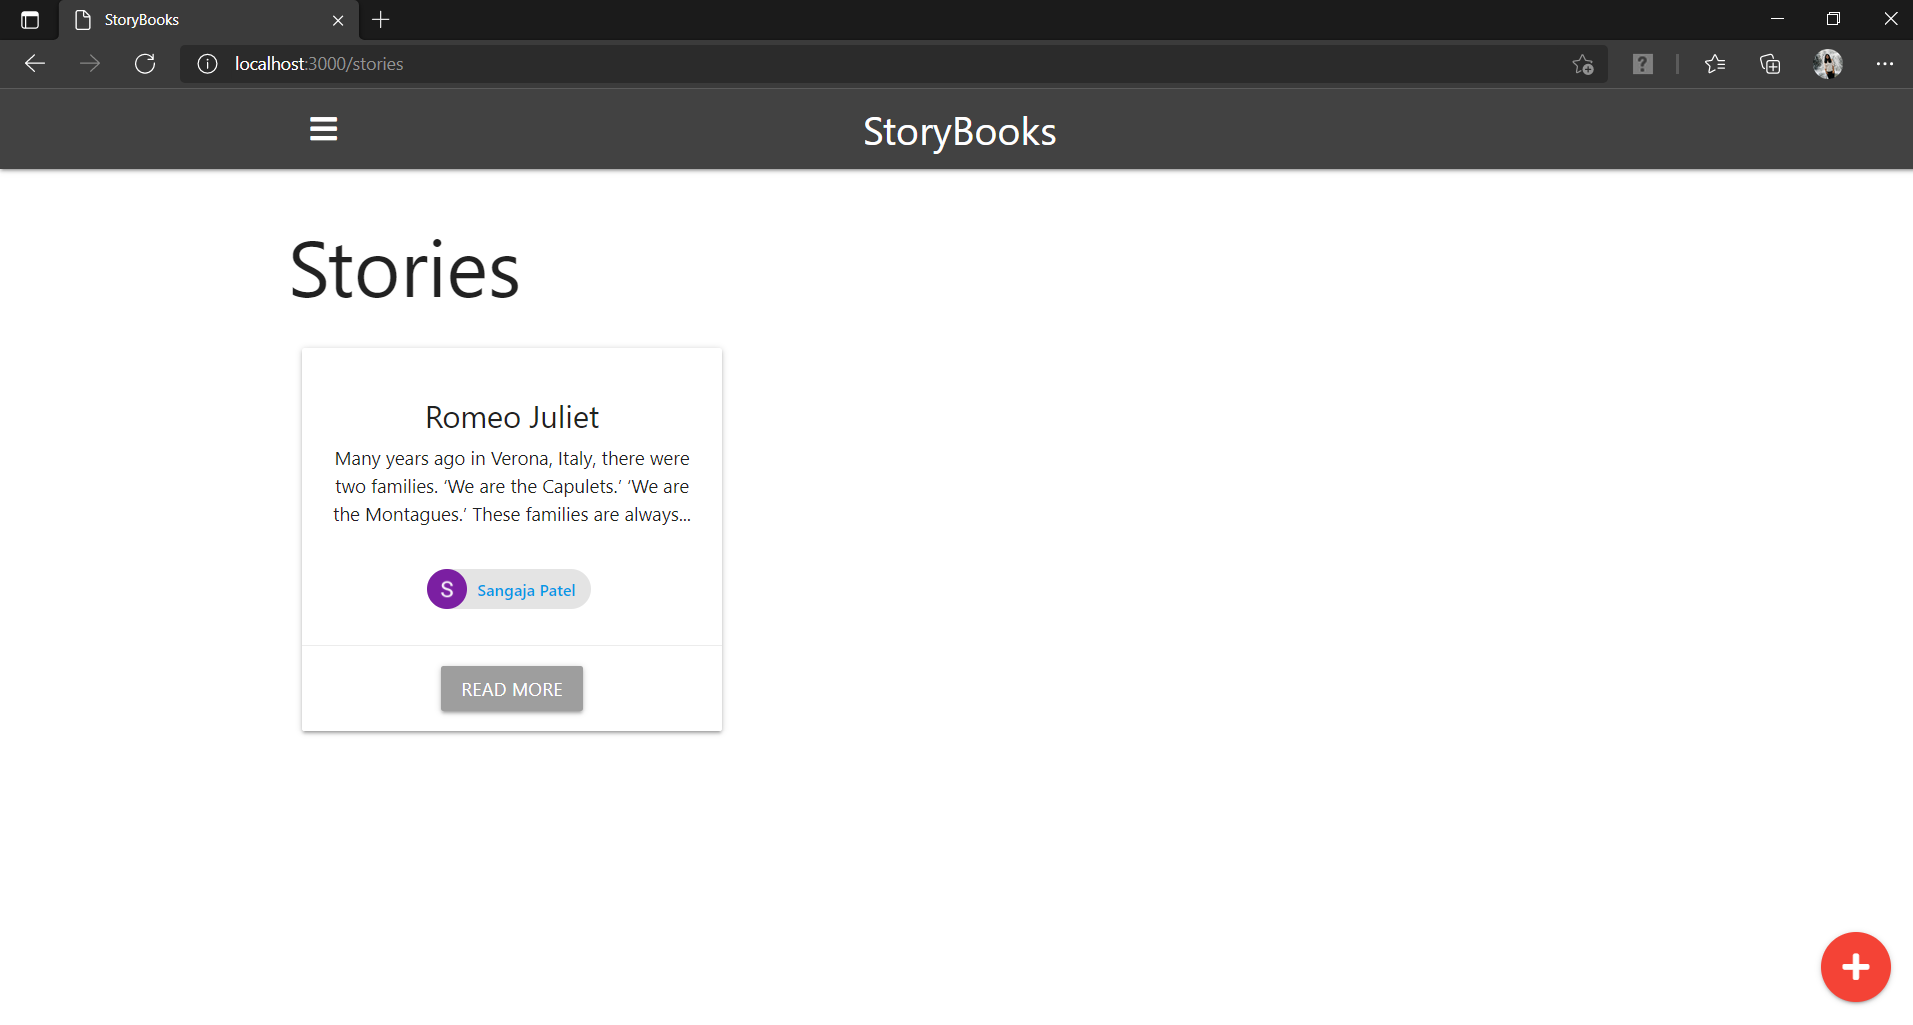 StoryBooks
localhost:3000/stories
StoryBooks
Stories
Romeo Juliet
Many years ago in Verona, Italy, there were
two families. ‘We are the Capulets.’ ‘We are
the Montagues.’ These families are always...
S Sangaja Patel
READ MORE